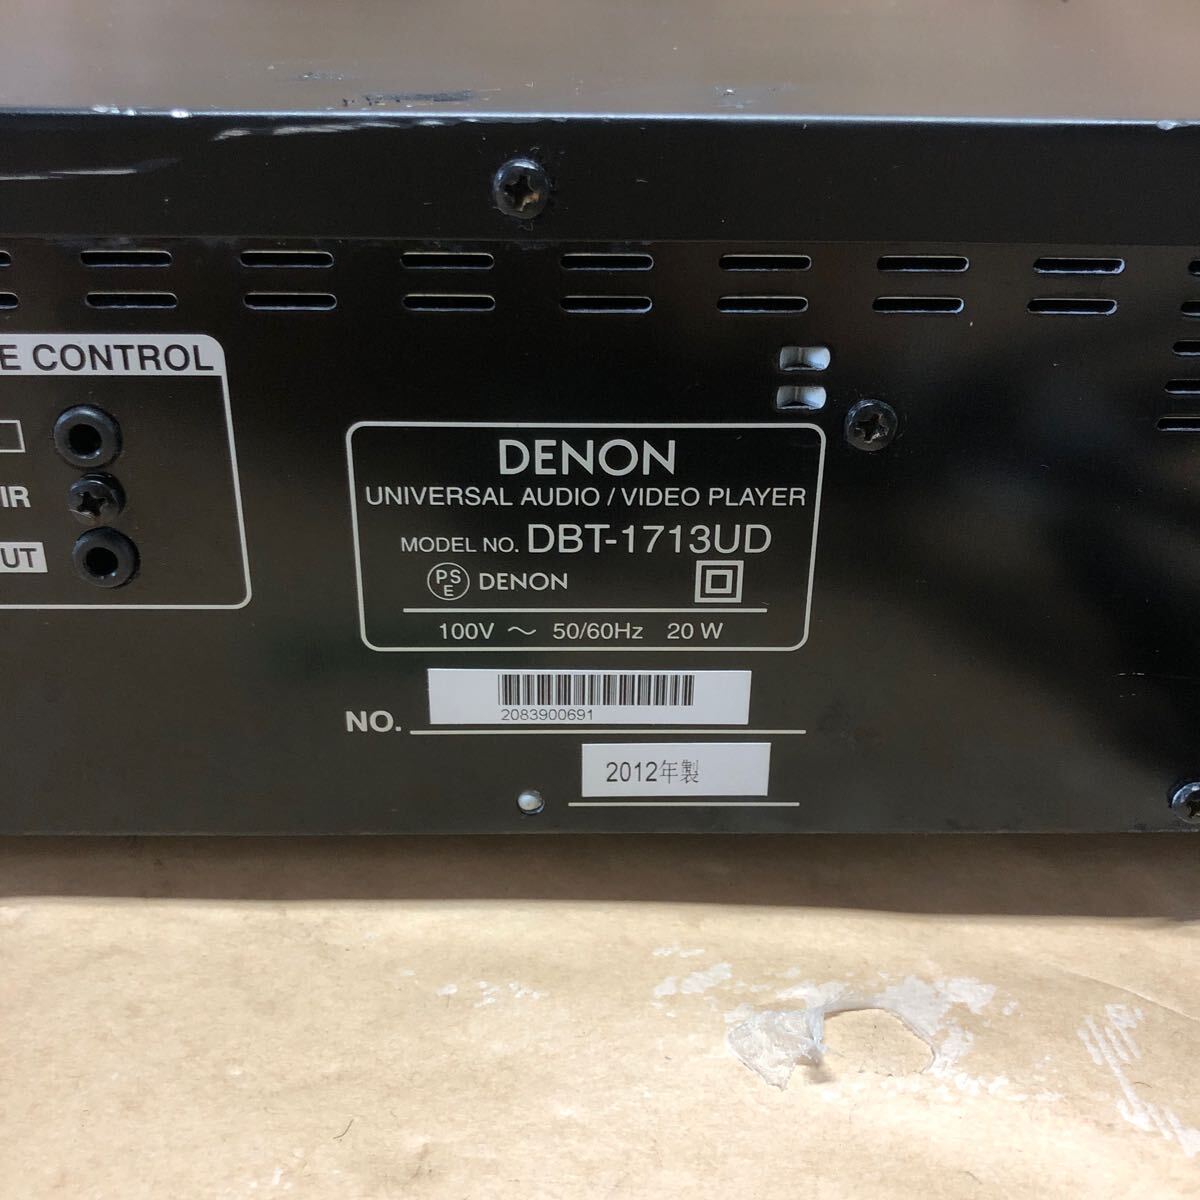 E CONTROL
IR
UT
DENON
UNIVERSAL AUDIO / VIDEO PLAYER
MODEL NO. DBT-1713UD
PSE DENON
100V ～ 50/60Hz 20 W
NO. 2083900691
2012年製